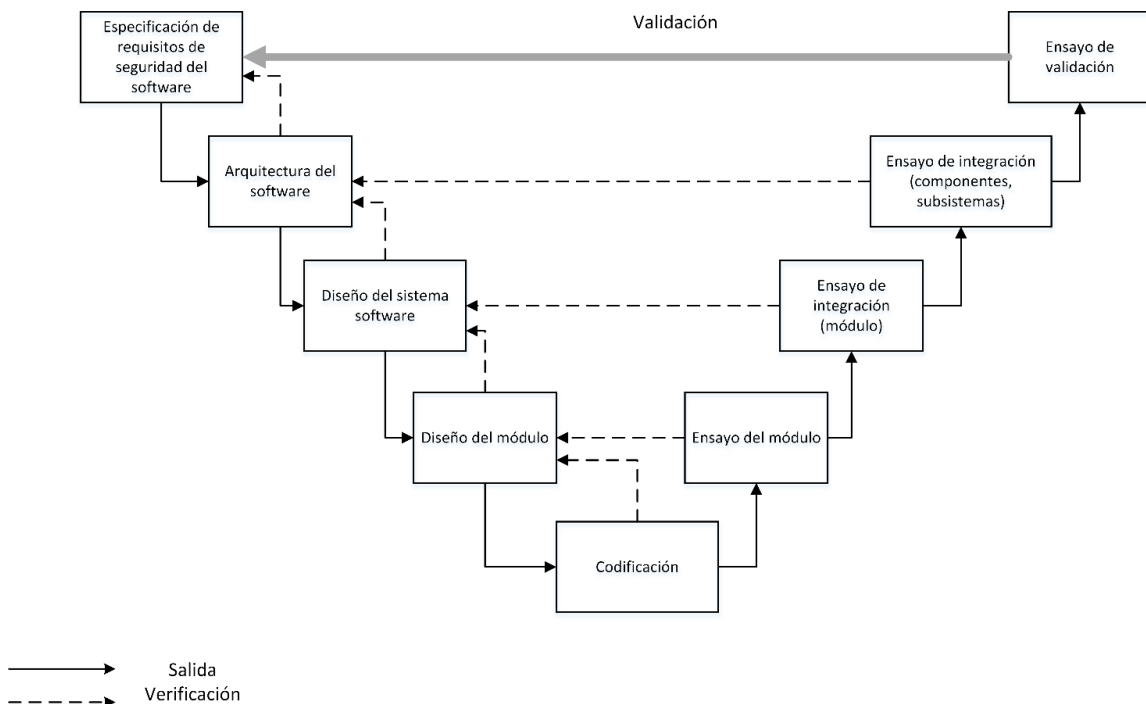 Especificación de
requisitos de
seguridad del
software
Validación
Ensayo de
validación
Arquitectura del
software
Ensayo de integración
(componentes,
subsistemas)
Diseño del sistema
software
Ensayo de
integración
(módulo)
Diseño del módulo
Ensayo del módulo
Codificación
Salida
Verificación